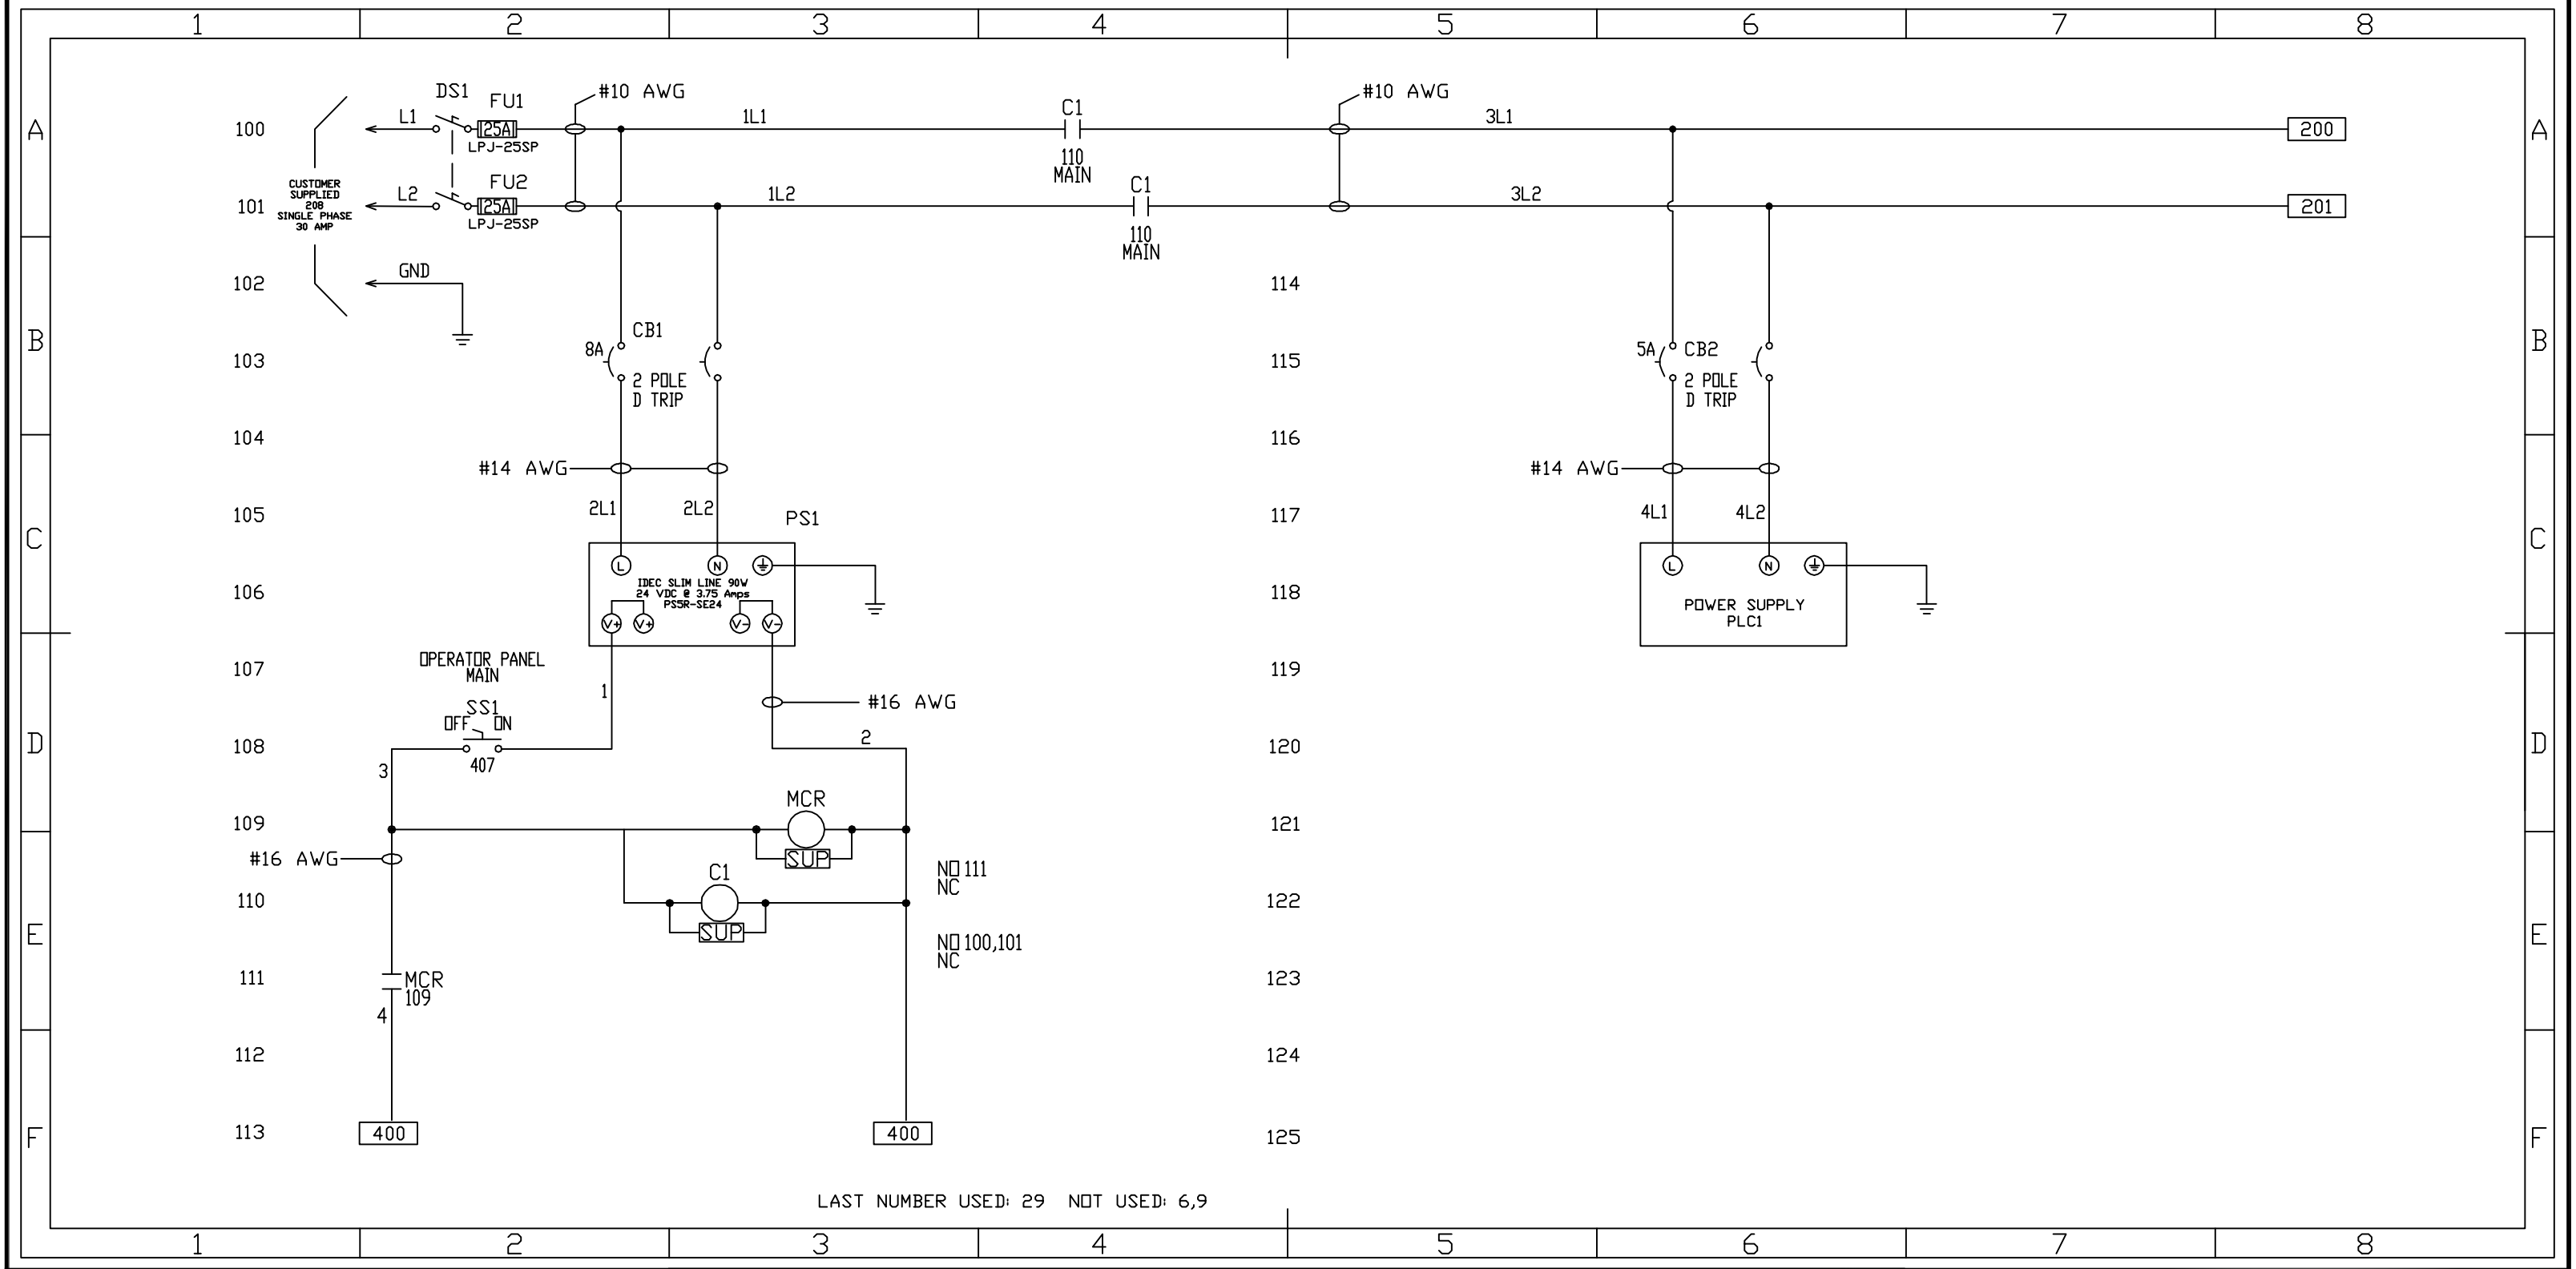 1 2 3 4 5 6 7 8
A
B
C
D
E
F
100
101
102
103
104
105
106
107
108
109
110
111
112
113
CUSTOMER
SUPPLIED
208
SINGLE PHASE
30 AMP
L1
L2
GND
DS1
FU1
25A
LPJ-25SP
FU2
25A
LPJ-25SP
#10 AWG
1L1
1L2
C1
110
MAIN
C1
110
MAIN
#10 AWG
3L1
3L2
200
201
8A
CB1
2 POLE
D TRIP
#14 AWG
2L1
2L2
PS1
L
N
IDEC SLIM LINE 90W
24 VDC @ 3.75 Amps
PS5R-SE24
V+ V+ V- V-
OPERATOR PANEL
MAIN
SS1
OFF ON
407
1
#16 AWG
2
3
MCR
SUP
#16 AWG
C1
SUP
NO 111
NC
NO 100,101
NC
MCR
109
4
400
400
114
115
116
117
118
119
120
121
122
123
124
125
5A
CB2
2 POLE
D TRIP
#14 AWG
4L1
4L2
L
N
POWER SUPPLY
PLC1
LAST NUMBER USED: 29 NOT USED: 6,9
A
B
C
D
E
F
1 2 3 4 5 6 7 8